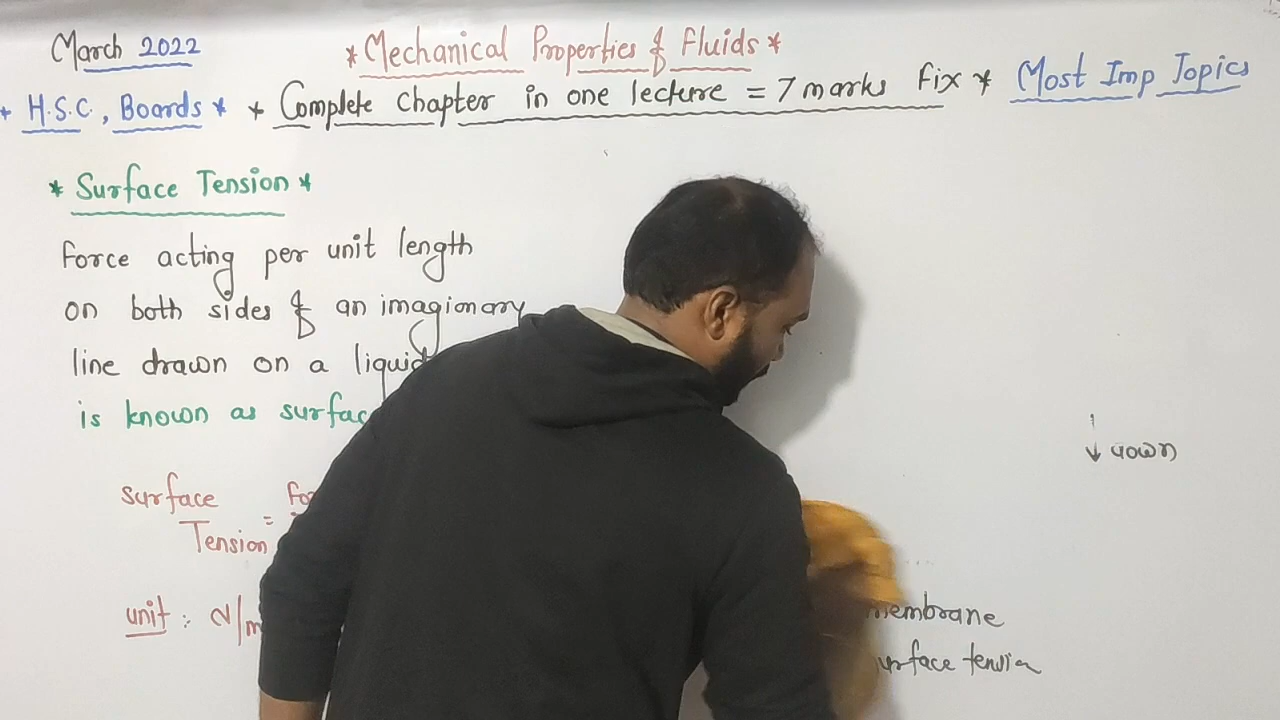 March 2022
*Mechanical Properties of Fluids*
* H.S.C., Boards * * Complete chapter in one lecture = 7 marks fix * Most Imp Topics
* Surface Tension *
Force acting per unit length
on both sides of an imagionary
line drawn on a liquid
is known as surfac
surface
Tension =
unit : N/m
↓ down
membrane
urface tension